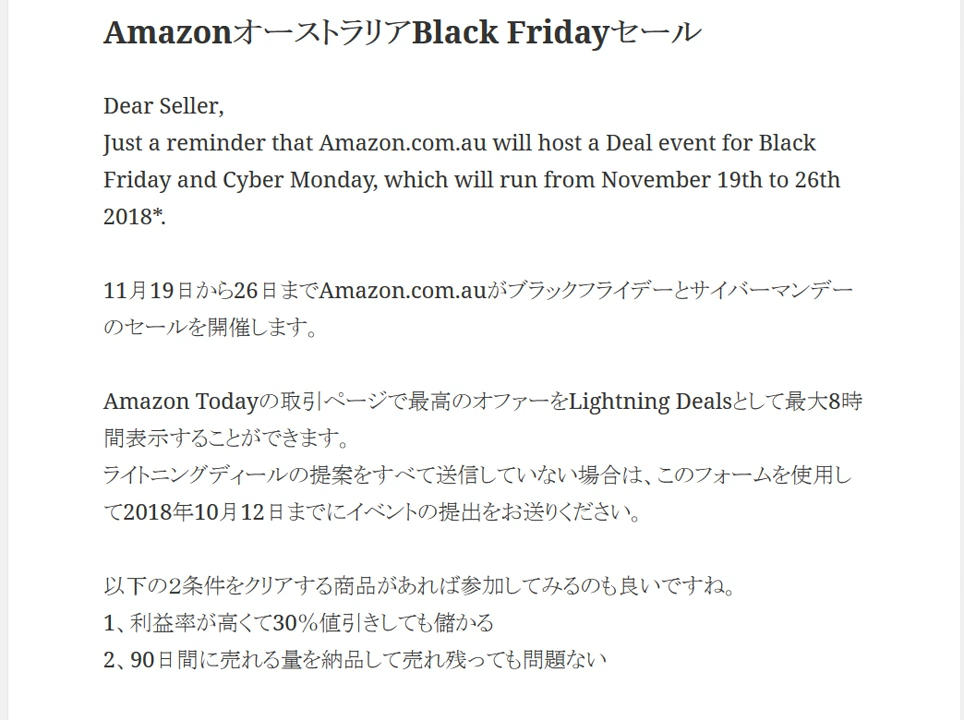 AmazonオーストラリアBlack Fridayセール
Dear Seller,
Just a reminder that Amazon.com.au will host a Deal event for Black
Friday and Cyber Monday, which will run from November 19th to 26th
2018*.
11月19日から26日までAmazon.com.auがブラックフライデーとサイバーマンデー
のセールを開催します。
Amazon Todayの取引ページで最高のオファーをLightning Dealsとして最大8時
間表示することができます。
ライトニングディールの提案をすべて送信していない場合は、このフォームを使用し
て2018年10月12日までにイベントの提出をお送りください。
以下の２条件をクリアする商品があれば参加してみるのも良いですね。
1、利益率が高くて30％値引きしても儲かる
2、90日間に売れる量を納品して売れ残っても問題ない